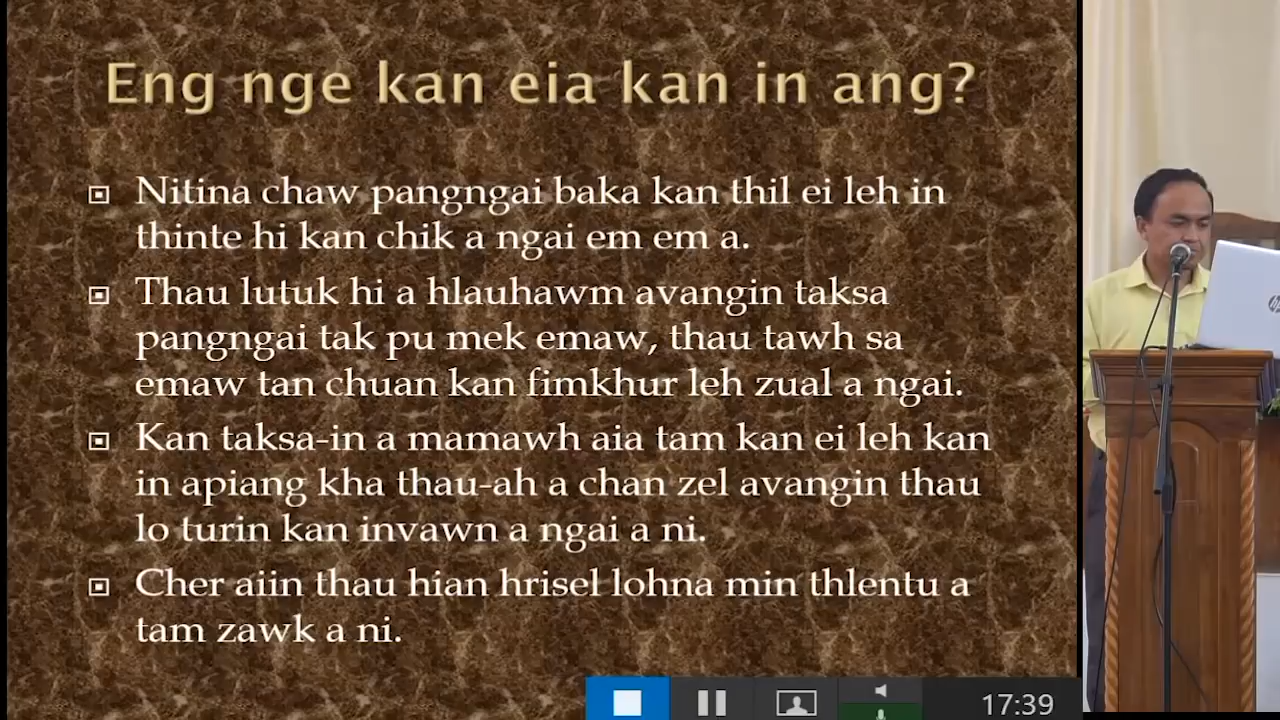 Eng nge kan eia kan in ang?
Nitina chaw pangngai baka kan thil ei leh in
thinte hi kan chik a ngai em em a.
Thau lutuk hi a hlauhawm avangin taksa
pangngai tak pu mek emaw, thau tawh sa
emaw tan chuan kan fimkhur leh zual a ngai.
Kan taksa-in a mamawh aia tam kan ei leh kan
in apiang kha thau-ah a chan zel avangin thau
lo turin kan invawn a ngai a ni.
Cher aiin thau hian hrisel lohna min thlentu a
tam zawk a ni.
17:39
hp